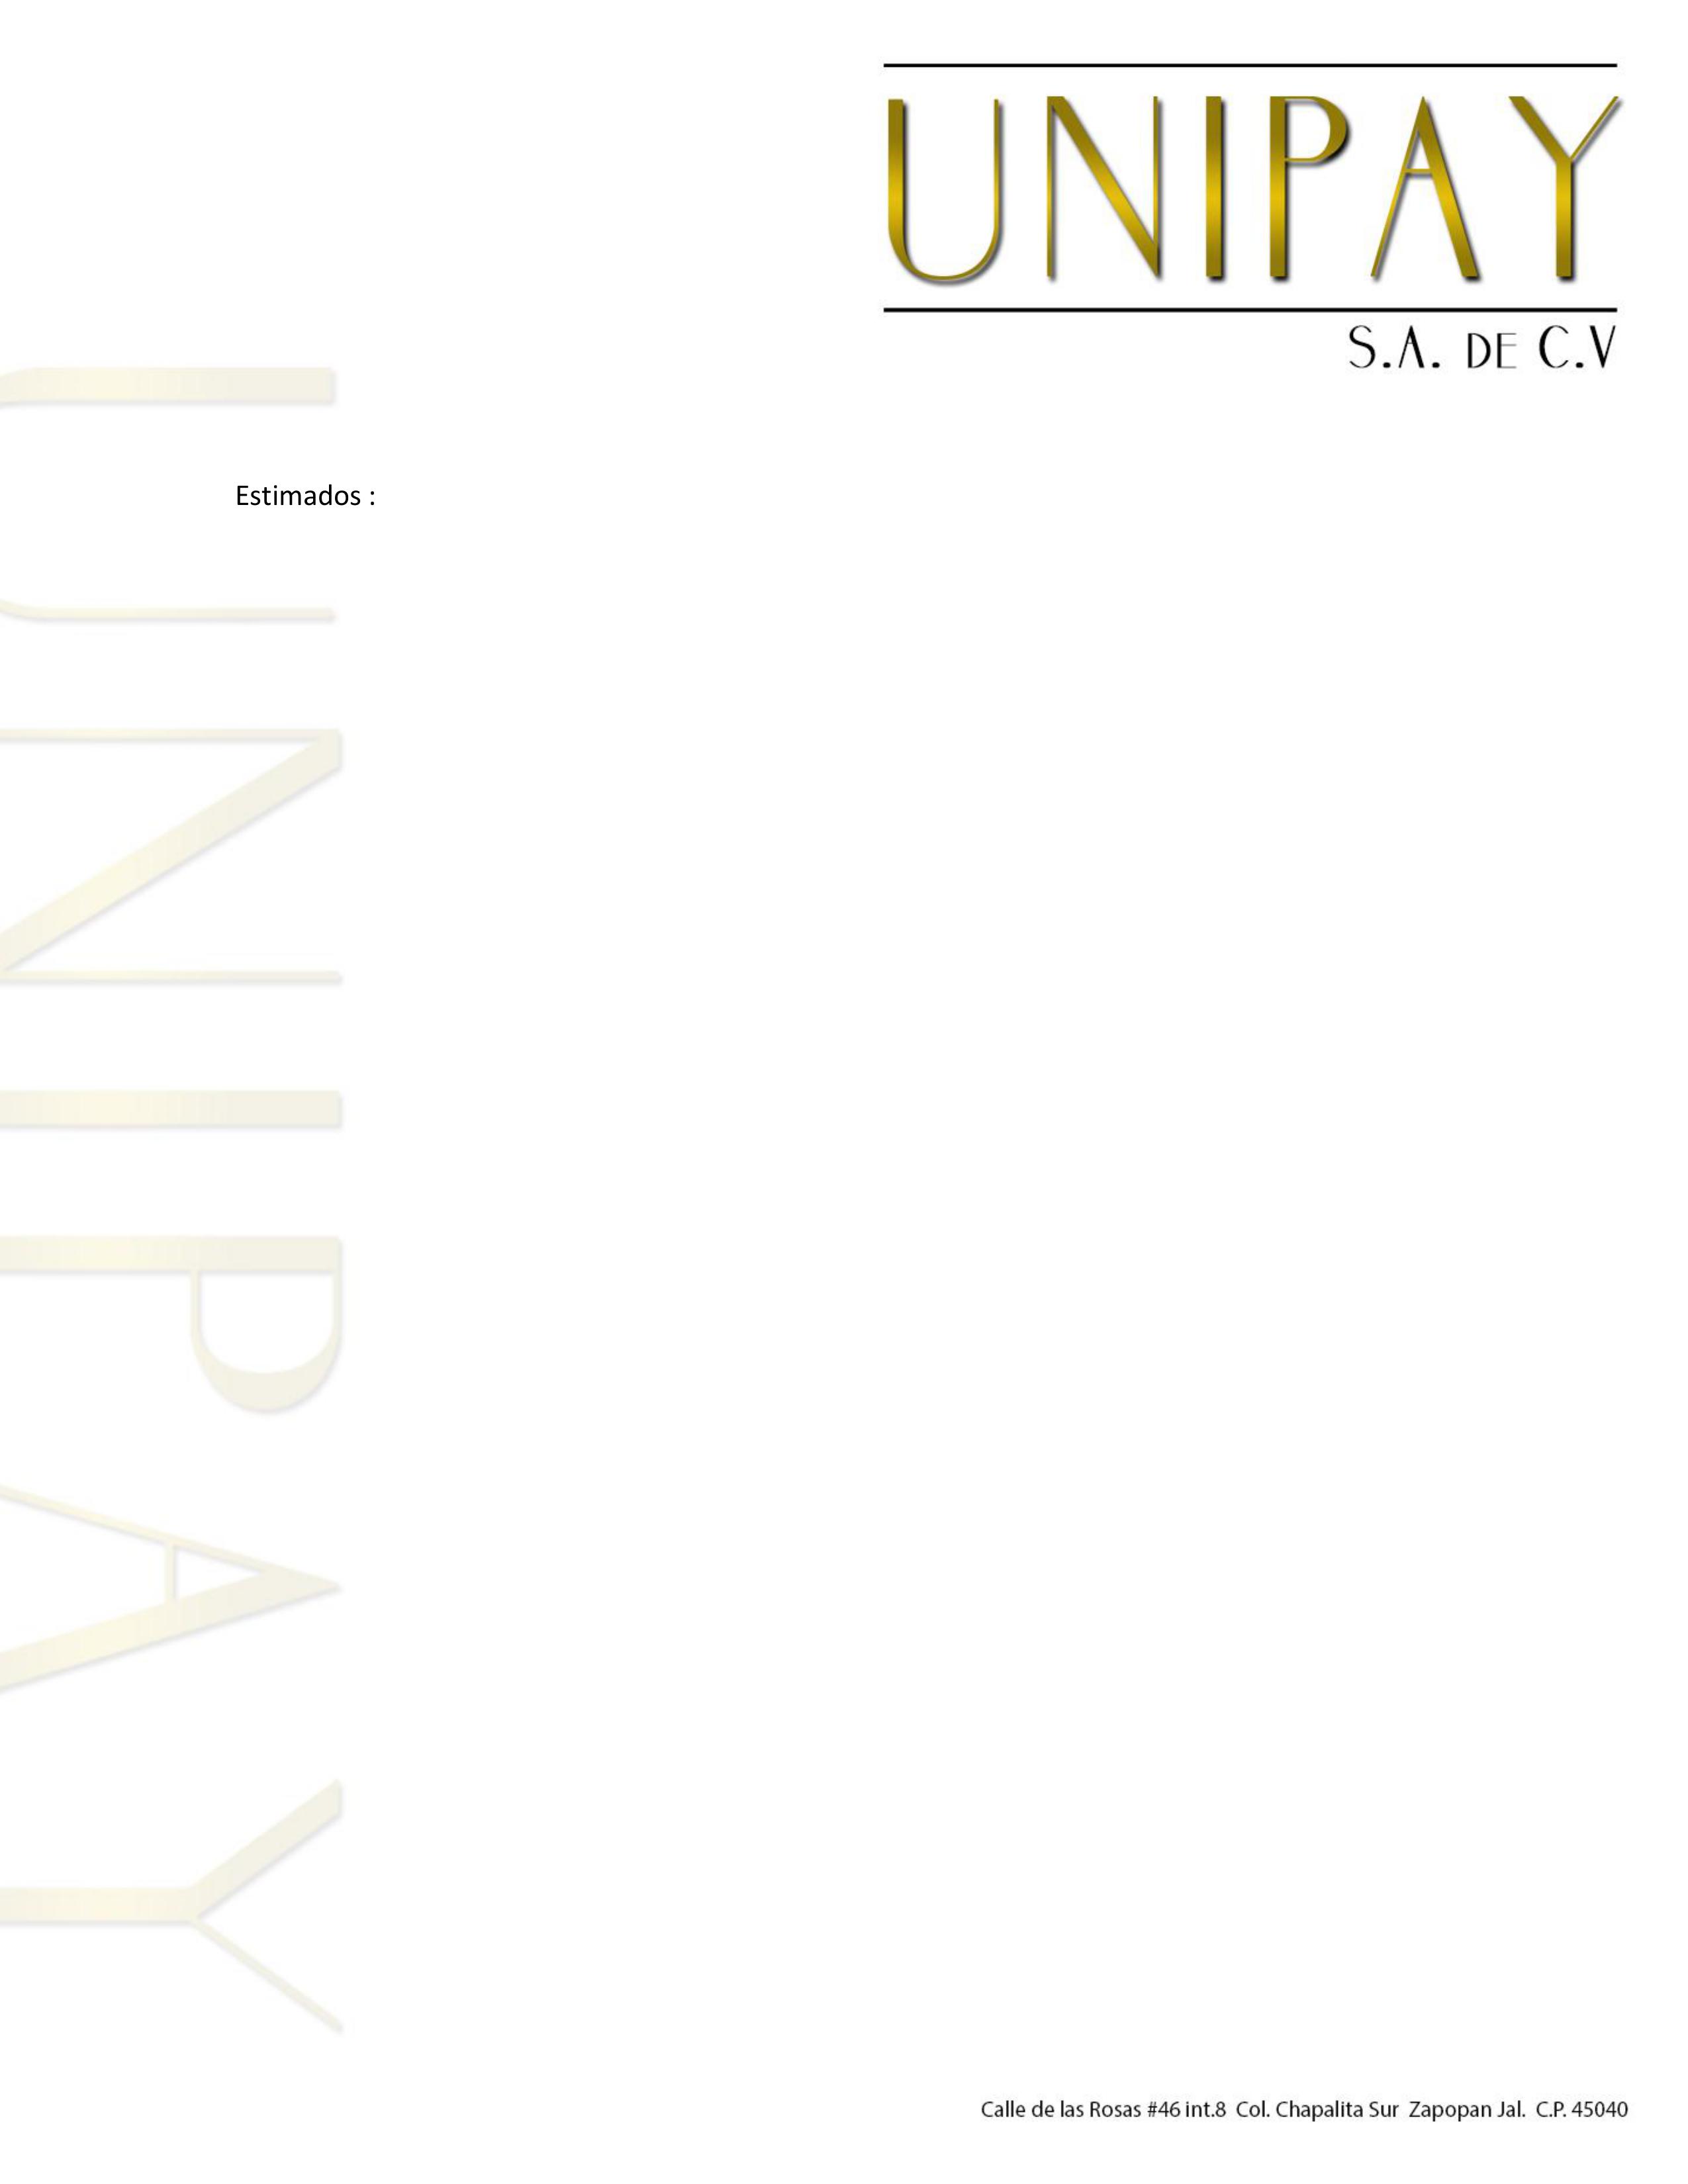 UNIPAY
S.A. DE C.V
Estimados :
UNIPAY
Calle de las Rosas #46 int.8 Col. Chapalita Sur Zapopan Jal. C.P. 45040